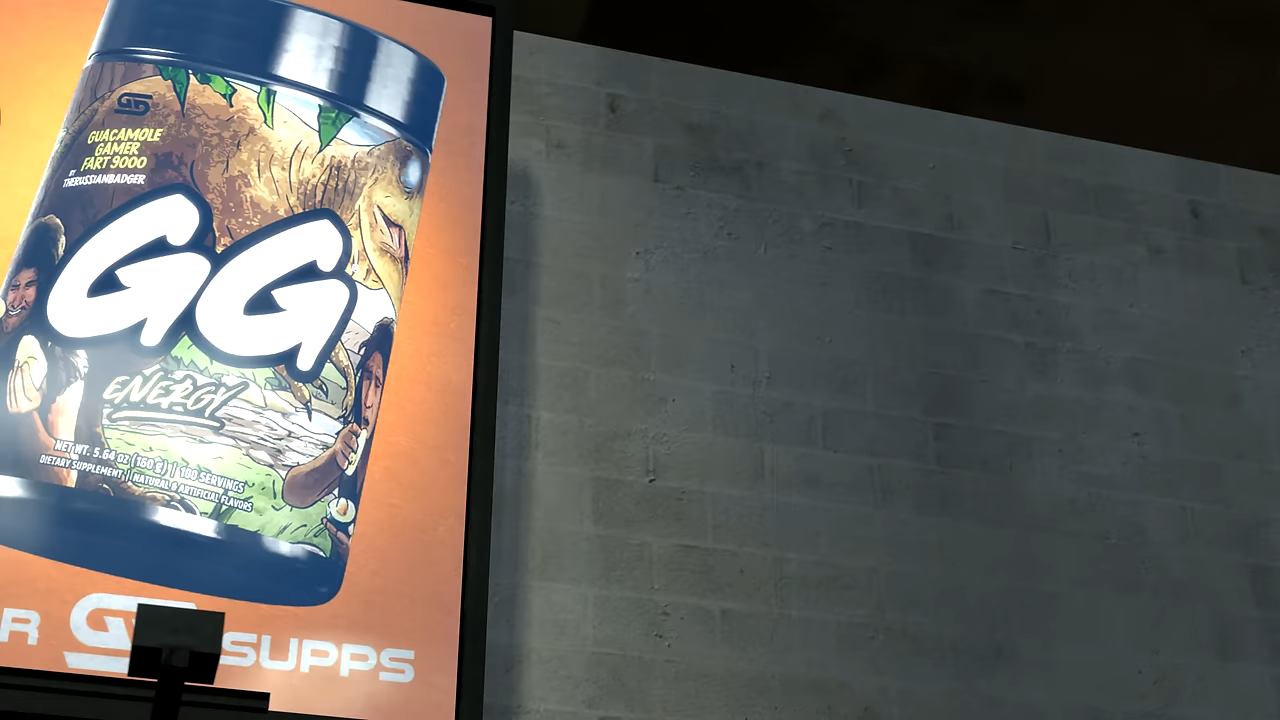 GUACAMOLE
GAMER
FART 9000
BY
THERUSSIANBADGER
GG
ENERGY
NET WT. 5.64 oz (160 g) | 100 SERVINGS
DIETARY SUPPLEMENT | NATURAL & ARTIFICIAL FLAVORS
R G SUPPS